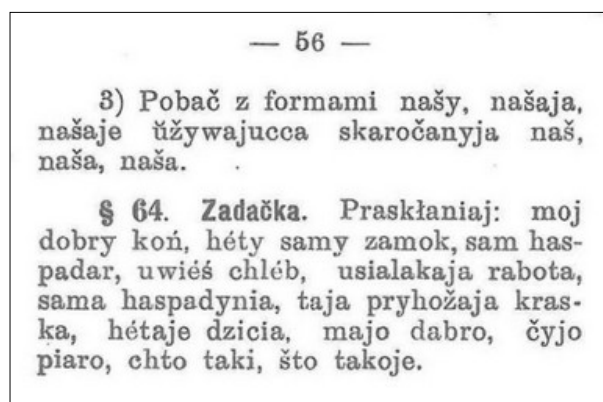 — 56 —
3) Pobač z formami našy, našaja,
našaje ŭžywajucca skaročanyja naš,
naša, naša.
§ 64. Zadačka. Praskłaniaj: moj
dobry koń, héty samy zamok, sam has-
padar, uwiéś chléb, usialakaja rabota,
sama haspadynia, taja pryhožaja kras-
ka, hétaje dzicia, majo dabro, čyjo
piaro, chto taki, što takoje.